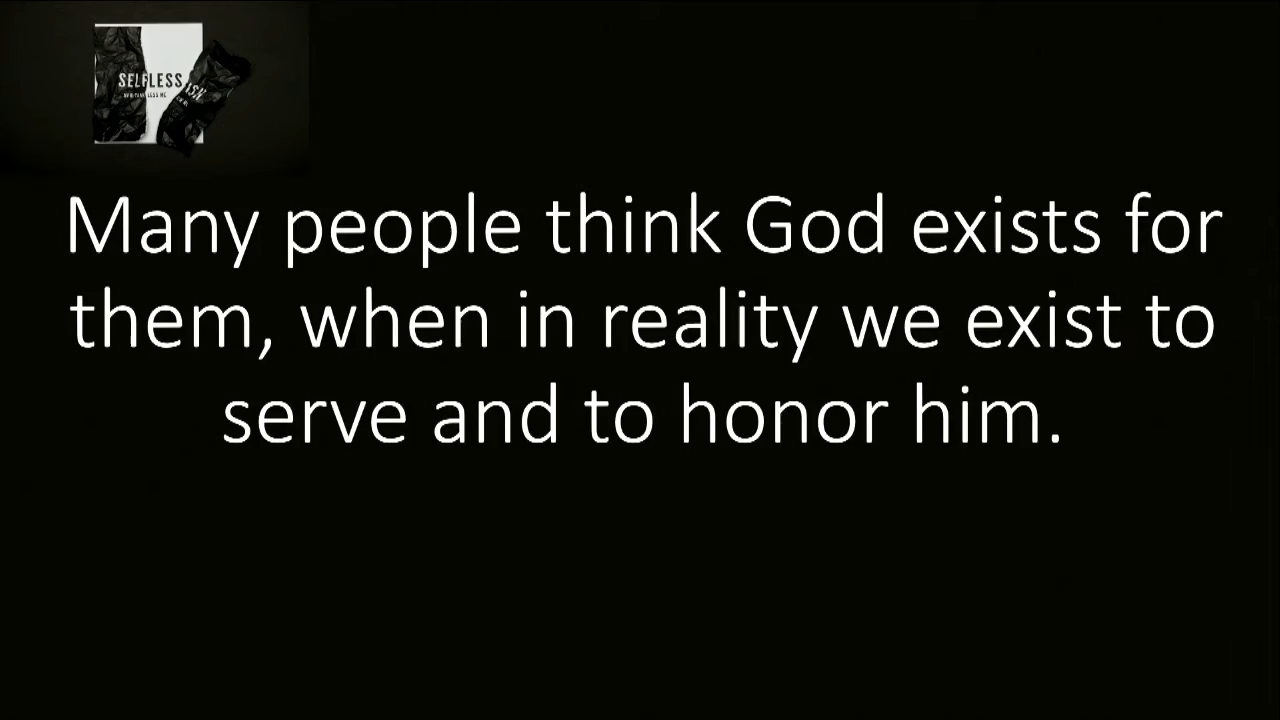 SELFLESS
Many people think God exists for
them, when in reality we exist to
serve and to honor him.